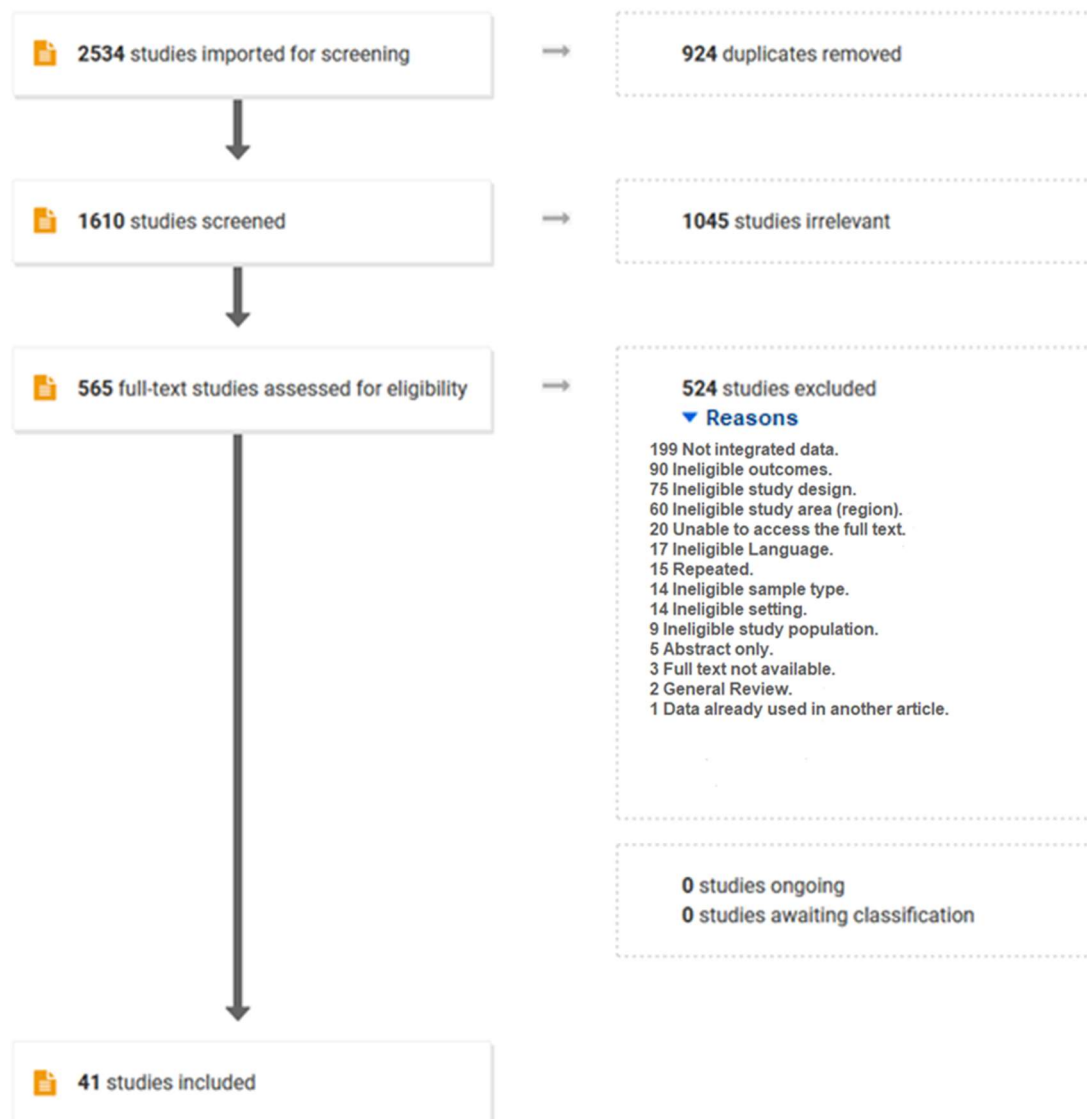 2534 studies imported for screening
924 duplicates removed
1610 studies screened
1045 studies irrelevant
565 full-text studies assessed for eligibility
524 studies excluded
Reasons
199 Not integrated data.
90 Ineligible outcomes.
75 Ineligible study design.
60 Ineligible study area (region).
20 Unable to access the full text.
17 Ineligible Language.
15 Repeated.
14 Ineligible sample type.
14 Ineligible setting.
9 Ineligible study population.
5 Abstract only.
3 Full text not available.
2 General Review.
1 Data already used in another article.
0 studies ongoing
0 studies awaiting classification
41 studies included